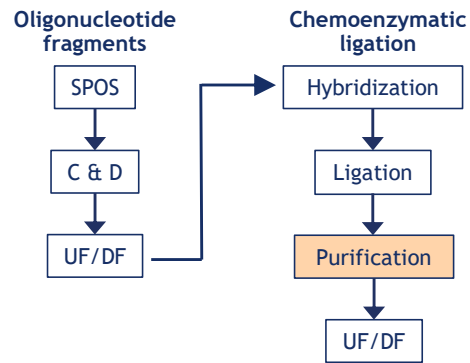 Oligonucleotide
fragments
SPOS
C & D
UF/DF
Chemoenzymatic
ligation
Hybridization
Ligation
Purification
UF/DF